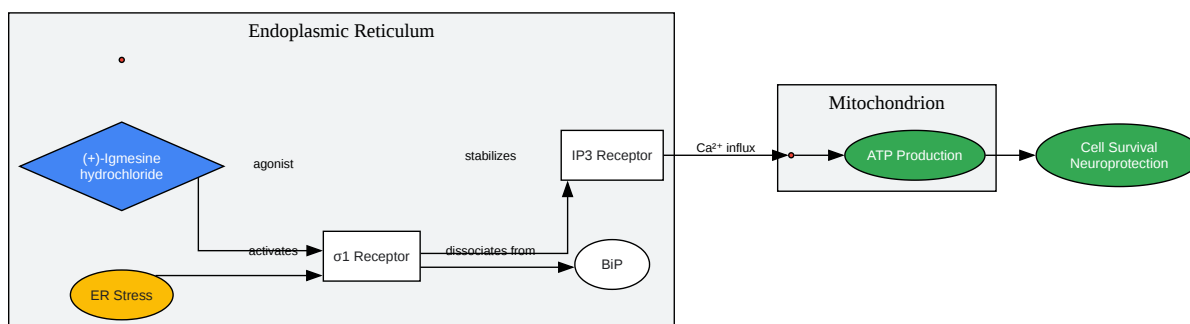 Endoplasmic Reticulum
(+)-Igmesine
hydrochloride
agonist
stabilizes
IP3 Receptor
Ca²⁺ influx
Mitochondrion
ATP Production
Cell Survival
Neuroprotection
activates
σ1 Receptor
dissociates from
BiP
ER Stress